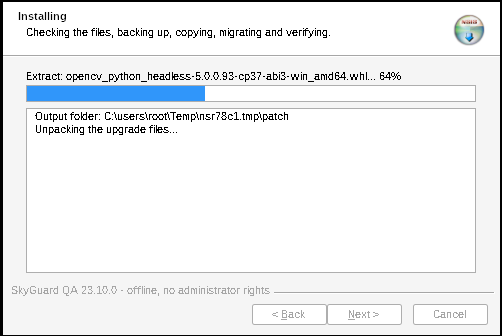 Installing
Checking the files, backing up, copying, migrating and verifying.
Extract: opencv_python_headless-5.0.0.93-cp37-abi3-win_amd64.whl... 64%
Output folder: C:\users\root\Temp\nsr78c1.tmp\patch
Unpacking the upgrade files...
SkyGuard QA 23.10.0 - offline, no administrator rights
< Back
Next >
Cancel